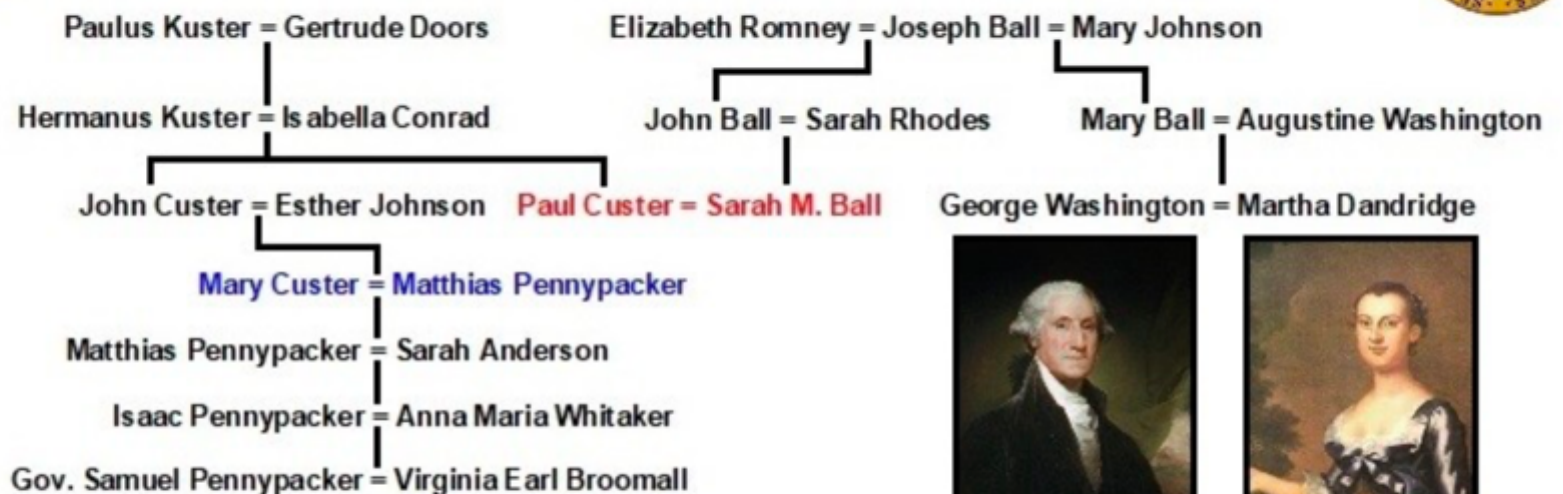 Paulus Kuster = Gertrude Doors
Elizabeth Romney = Joseph Ball = Mary Johnson
Hermanus Kuster = Isabella Conrad
John Ball = Sarah Rhodes
Mary Ball = Augustine Washington
John Custer = Esther Johnson
Paul Custer = Sarah M. Ball
George Washington = Martha Dandridge
Mary Custer = Matthias Pennypacker
Matthias Pennypacker = Sarah Anderson
Isaac Pennypacker = Anna Maria Whitaker
Gov. Samuel Pennypacker = Virginia Earl Broomall